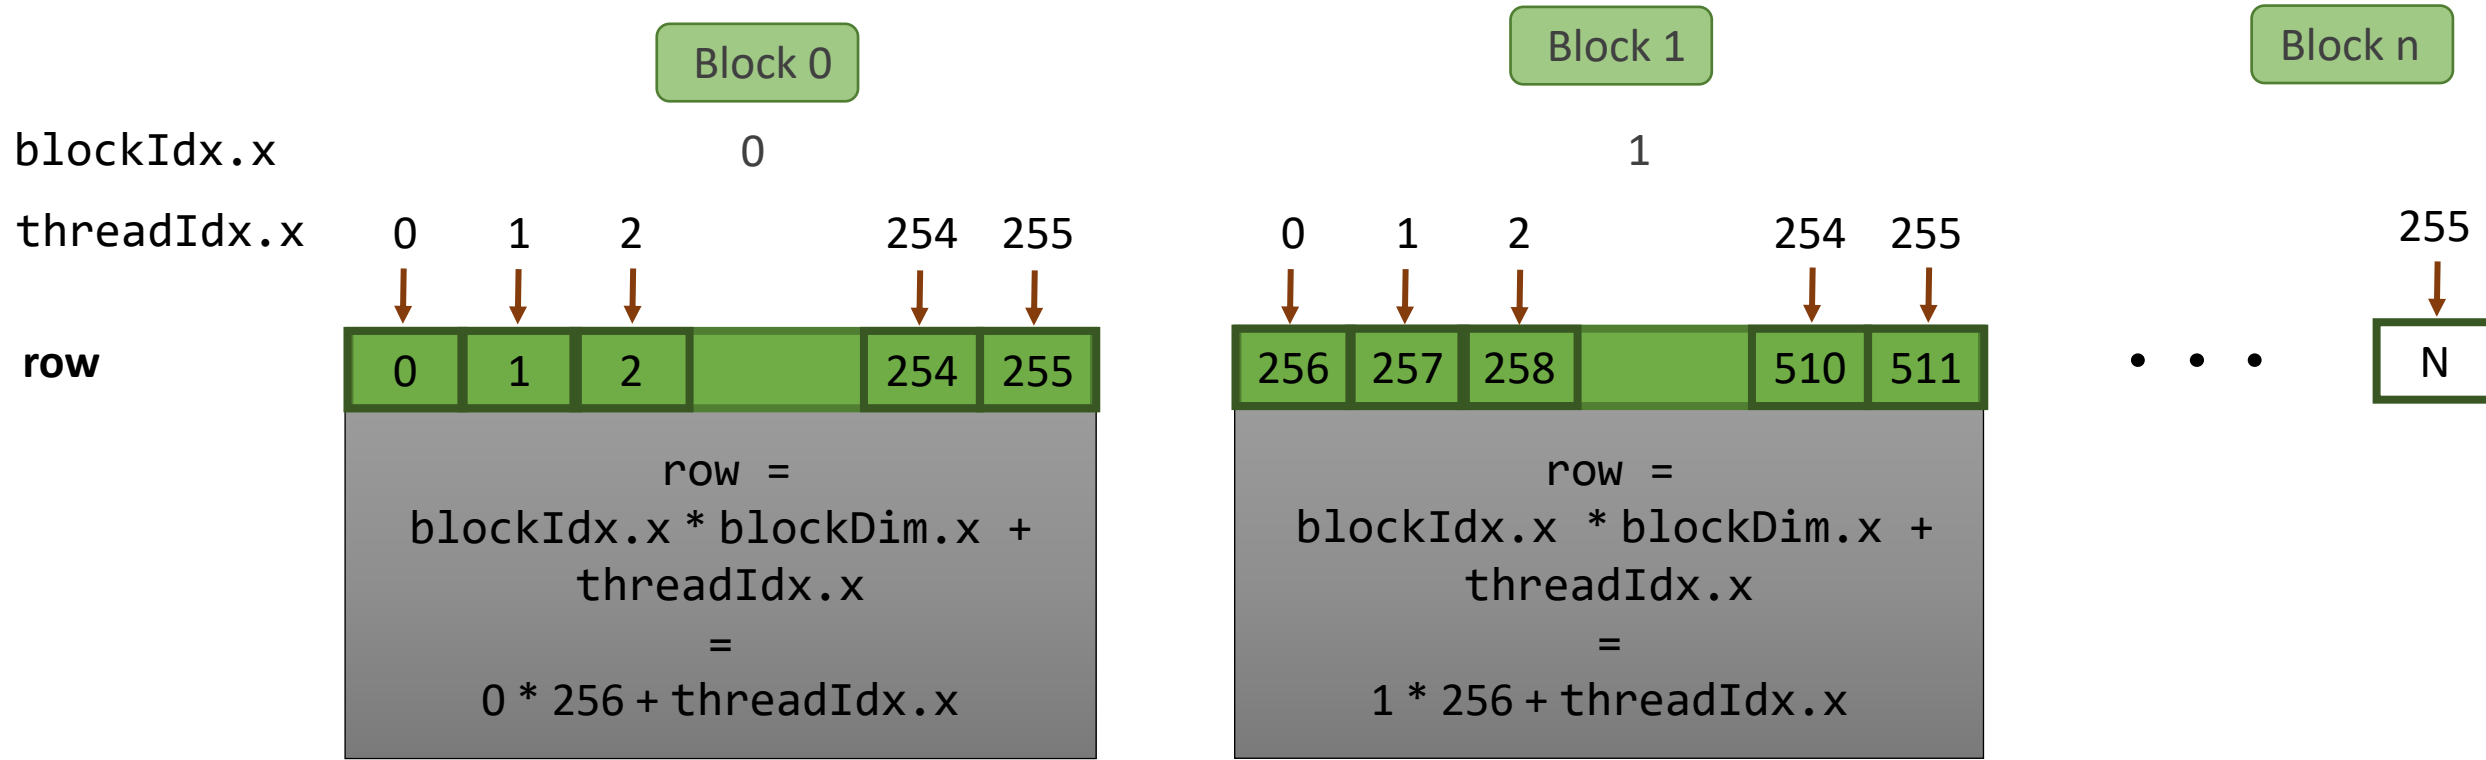 Block 0 Block 1 Block n
blockIdx.x 0 1
threadIdx.x 0 1 2 254 255 0 1 2 254 255 255
row 0 1 2 254 255 256 257 258 510 511 • • • N
row =
blockIdx.x * blockDim.x +
threadIdx.x
=
0 * 256 + threadIdx.x
row =
blockIdx.x * blockDim.x +
threadIdx.x
=
1 * 256 + threadIdx.x